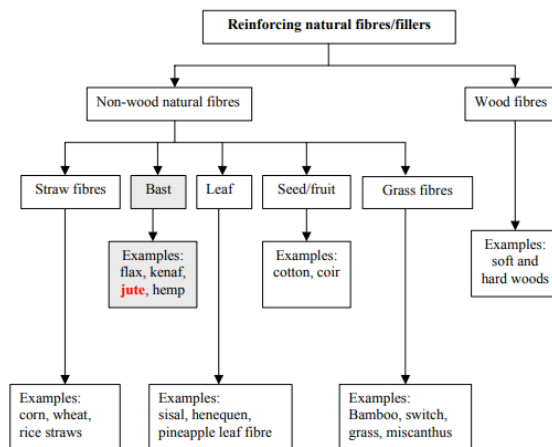 Reinforcing natural fibres/fillers
Non-wood natural fibres
Wood fibres
Straw fibres
Bast
Leaf
Seed/fruit
Grass fibres
Examples:
flax, kenaf,
jute, hemp
Examples:
cotton, coir
Examples:
soft and
hard woods
Examples:
corn, wheat,
rice straws
Examples:
sisal, henequen,
pineapple leaf fibre
Examples:
Bamboo, switch,
grass, miscanthus